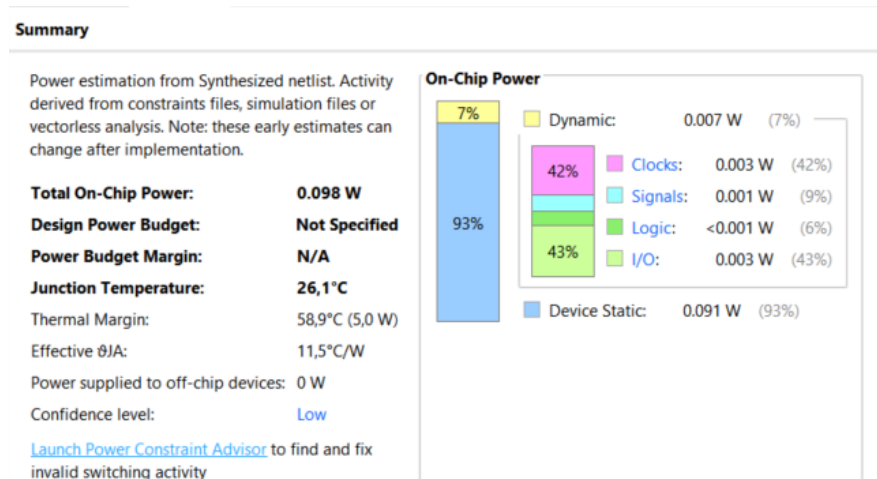 Summary
Power estimation from Synthesized netlist. Activity
derived from constraints files, simulation files or
vectorless analysis. Note: these early estimates can
change after implementation.
Total On-Chip Power: 0.098 W
Design Power Budget: Not Specified
Power Budget Margin: N/A
Junction Temperature: 26,1°C
Thermal Margin: 58,9°C (5,0 W)
Effective ϑJA: 11,5°C/W
Power supplied to off-chip devices: 0 W
Confidence level: Low
Launch Power Constraint Advisor to find and fix
invalid switching activity
On-Chip Power
7%
93%
Dynamic: 0.007 W (7%)
42%
43%
Clocks: 0.003 W (42%)
Signals: 0.001 W (9%)
Logic: <0.001 W (6%)
I/O: 0.003 W (43%)
Device Static: 0.091 W (93%)